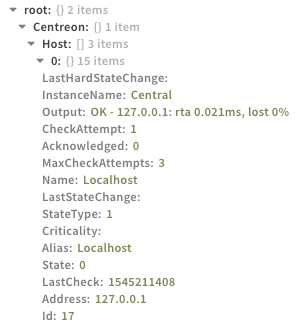 root: {} 2 items
Centreon: {} 1 item
Host: [] 3 items
0: {} 15 items
LastHardStateChange:
InstanceName: Central
Output: OK - 127.0.0.1: rta 0.021ms, lost 0%
CheckAttempt: 1
Acknowledged: 0
MaxCheckAttempts: 3
Name: Localhost
LastStateChange:
StateType: 1
Criticality:
Alias: Localhost
State: 0
LastCheck: 1545211408
Address: 127.0.0.1
Id: 17